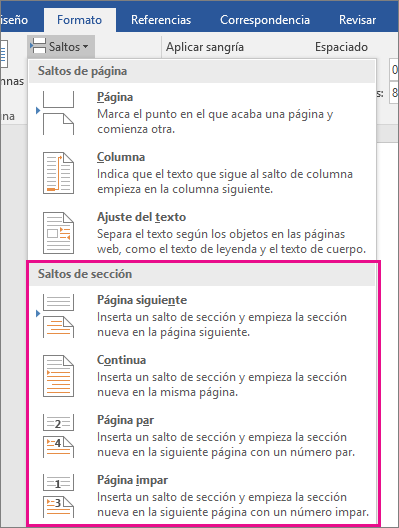 iseño Formato Referencias Correspondencia Revisar
Saltos Aplicar sangría Espaciado
Saltos de página
nnas
Página
Marca el punto en el que acaba una página y
comienza otra.
0
s: 8
na
Columna
Indica que el texto que sigue al salto de columna
empieza en la columna siguiente.
Ajuste del texto
Separa el texto según los objetos en las páginas
web, como el texto de leyenda y el texto de cuerpo.
Saltos de sección
Página siguiente
Inserta un salto de sección y empieza la sección
nueva en la página siguiente.
Continua
Inserta un salto de sección y empieza la sección
nueva en la misma página.
Página par
2
4
Inserta un salto de sección y empieza la sección
nueva en la siguiente página con un número par.
Página impar
1
3
Inserta un salto de sección y empieza la sección
nueva en la siguiente página con un número impar.